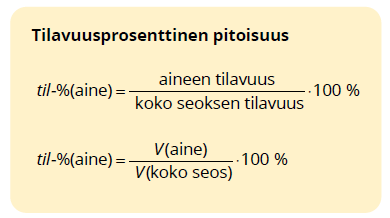 Tilavuusprosenttinen pitoisuus
til-%(aine) = aineen tilavuus / koko seoksen tilavuus · 100 %
til-%(aine) = V(aine) / V(koko seos) · 100 %